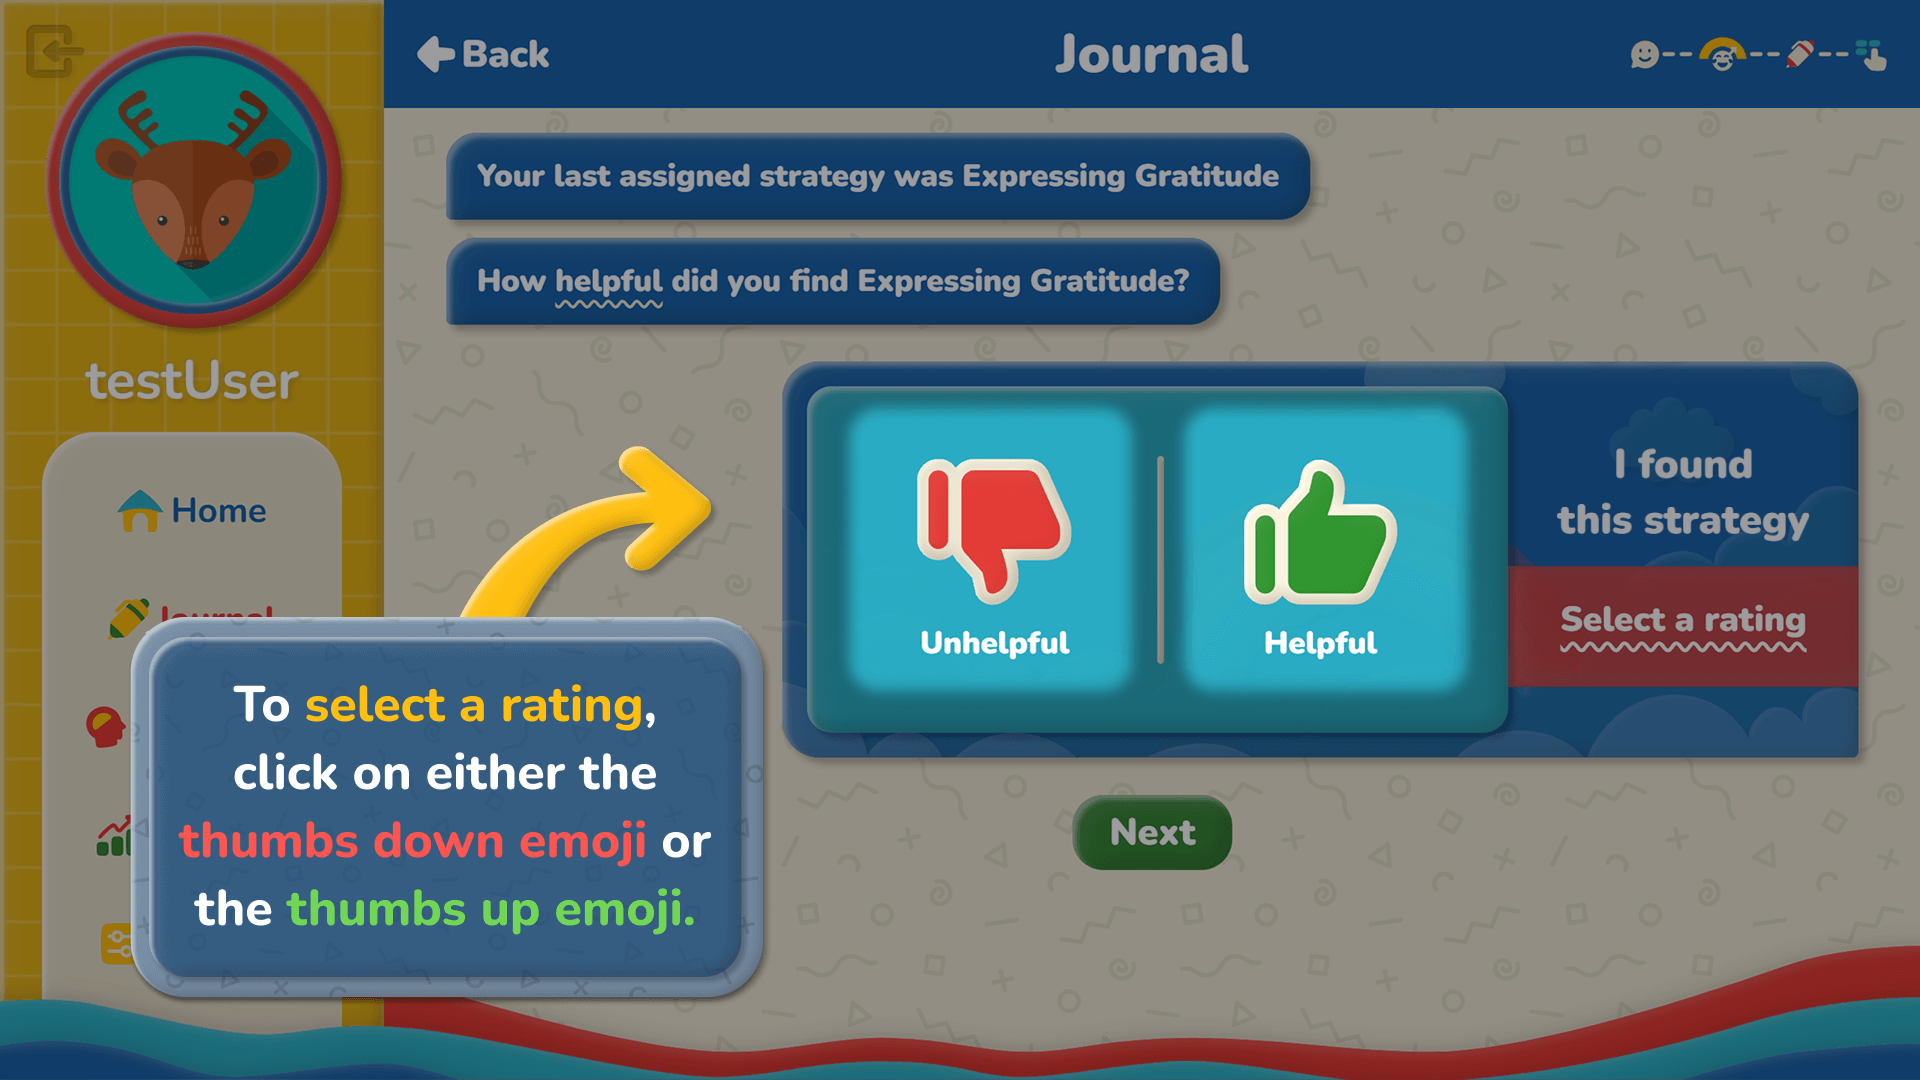 Back
Journal
Your last assigned strategy was Expressing Gratitude
How helpful did you find Expressing Gratitude?
testUser
Home
Journal
Unhelpful
Helpful
I found
this strategy
Select a rating
Next
To select a rating,
click on either the
thumbs down emoji or
the thumbs up emoji.